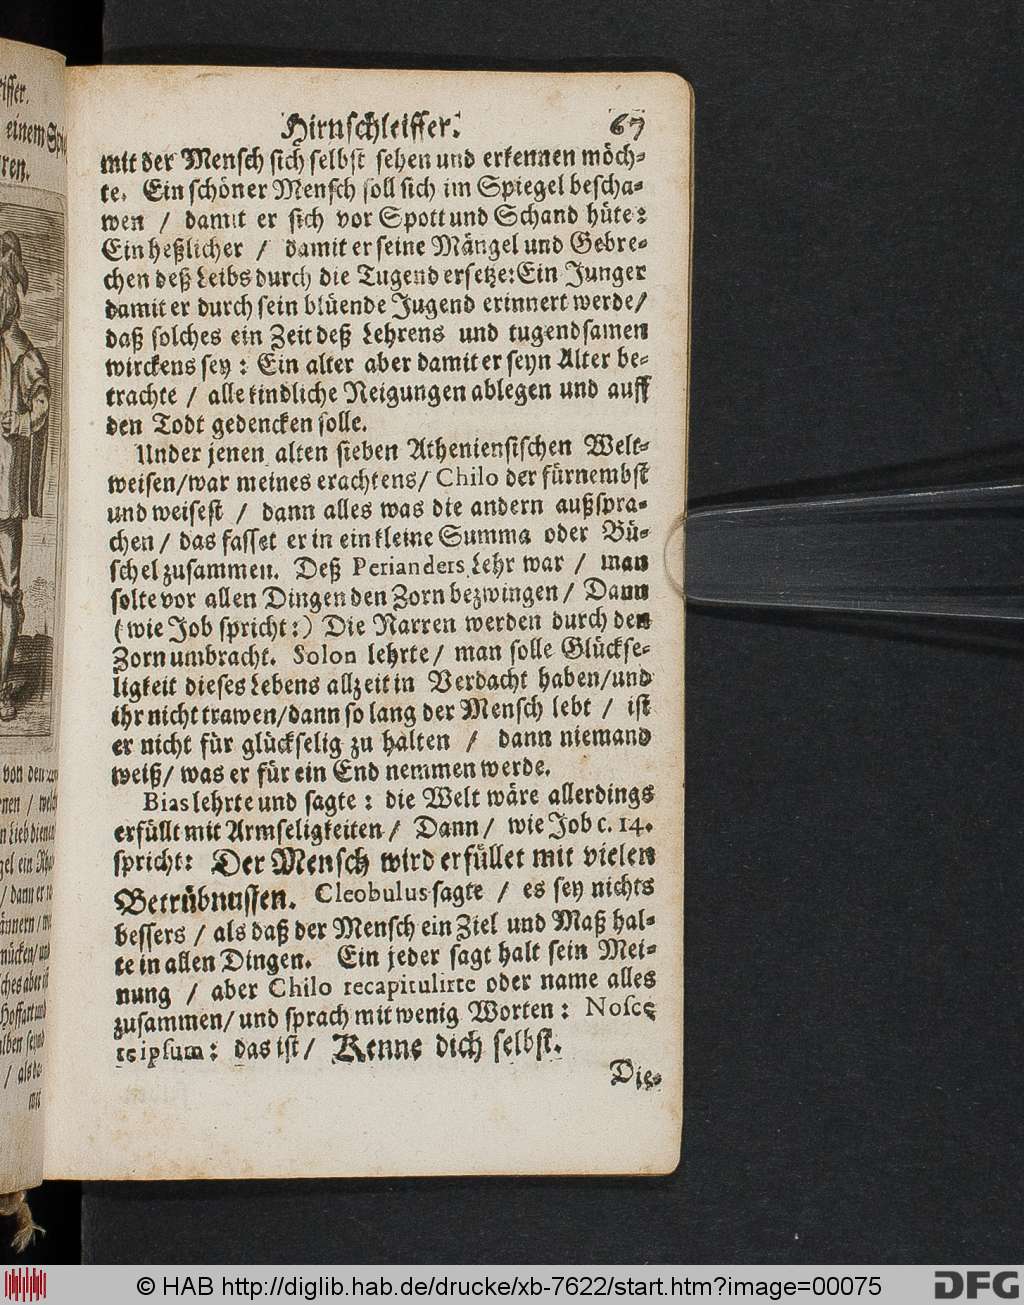 Hirnschleiffer. 67
mit der Mensch sich selbst sehen und erkennen möch-
te. Ein schöner Mensch soll sich im Spiegel bescha-
wen / damit er sich vor Spott und Schand hüte:
Ein heßlicher / damit er seine Mängel und Gebre-
chen deß Leibs durch die Tugend ersetze: Ein Junger
damit er durch sein blüende Jugend erinnert werde /
daß solches ein Zeit deß Lehrens und tugendsamen
wirckens sey : Ein alter aber damit er seyn Alter be-
trachte / alle kindliche Neigungen ablegen und auff
den Todt gedencken solle.
Under jenen alten sieben Atheniensischen Welt-
weisen / war meines erachtens / Chilo der fürnembst
und weisest / dann alles was die andern außspra-
chen / das fasset er in ein kleine Summa oder Bü-
schel zusammen. Deß Perianders Lehr war / man
solte vor allen Dingen den Zorn bezwingen / Dann
(wie Job spricht:) Die Narren werden durch den
Zorn umbracht. Solon lehrte / man solle Glückse-
ligkeit dieses Lebens allzeit in Verdacht haben / und
ihr nicht trawen / dann so lang der Mensch lebt / ist
er nicht für glückselig zu halten / dann niemand
weiß / was er für ein End nemmen werde.
Bias lehrte und sagte : die Welt wäre allerdings
erfüllt mit Armseligkeiten / Dann / wie Job c. 14.
spricht: Der Mensch wird erfüllet mit vielen
Betrübnussen. Cleobulus sagte / es sey nichts
bessers / als daß der Mensch ein Ziel und Maß hal-
te in allen Dingen. Ein jeder sagt halt sein Mei-
nung / aber Chilo recapitulirte oder name alles
zusammen / und sprach mit wenig Worten : Nosce
teipsum : das ist / Kenne dich selbst.
Die-
iffer.
einem
ren.
von den
nen /
/ dann er
ännern /
/ als
© HAB http://diglib.hab.de/drucke/xb-7622/start.htm?image=00075
DFG